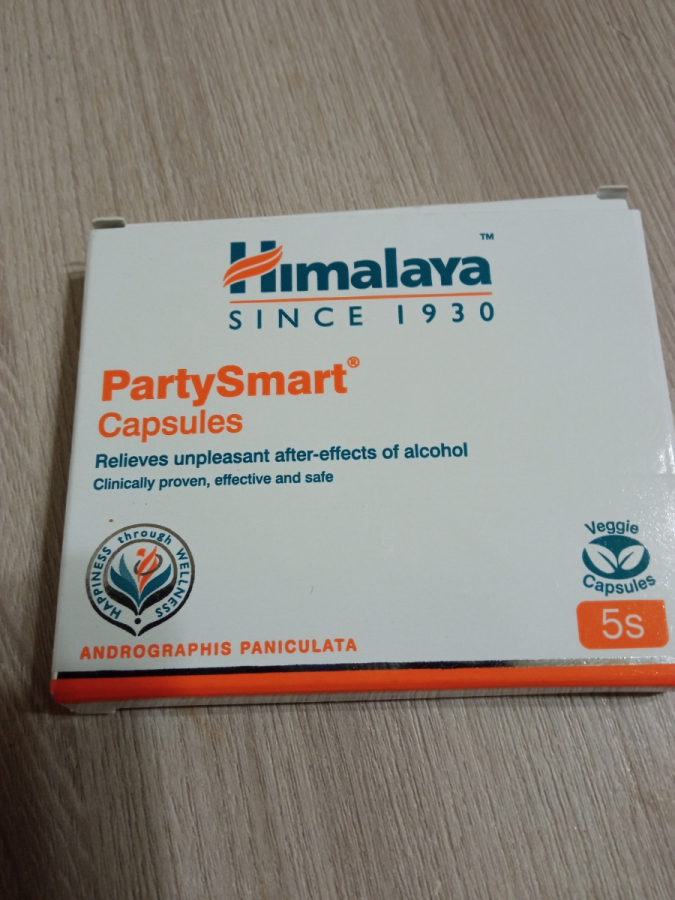 Himalaya™
SINCE 1930
PartySmart®
Capsules
Relieves unpleasant after-effects of alcohol
Clinically proven, effective and safe
HAPPINESS through WELLNESS
Veggie
Capsules
5s
ANDROGRAPHIS PANICULATA